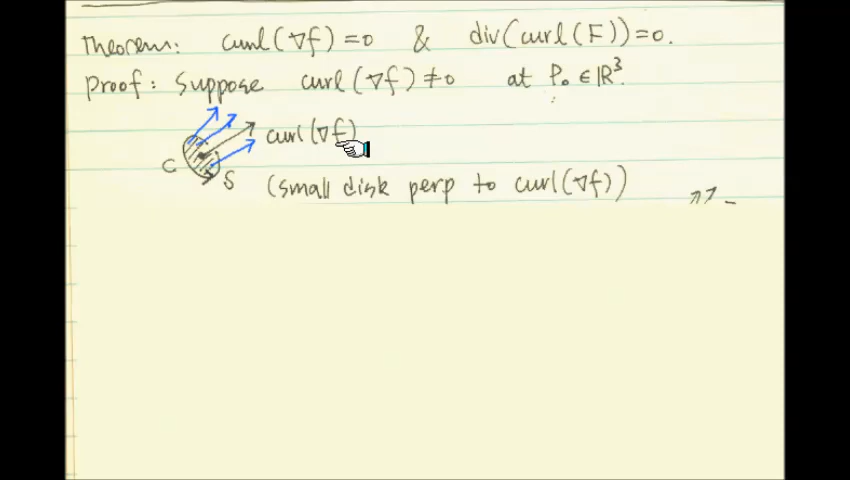 Theorem: curl(∇f)=0 & div(curl(F))=0.
Proof: Suppose curl(∇f)≠0 at P₀∈ℝ³.
curl(∇f)
C
S (small disk perp to curl(∇f))